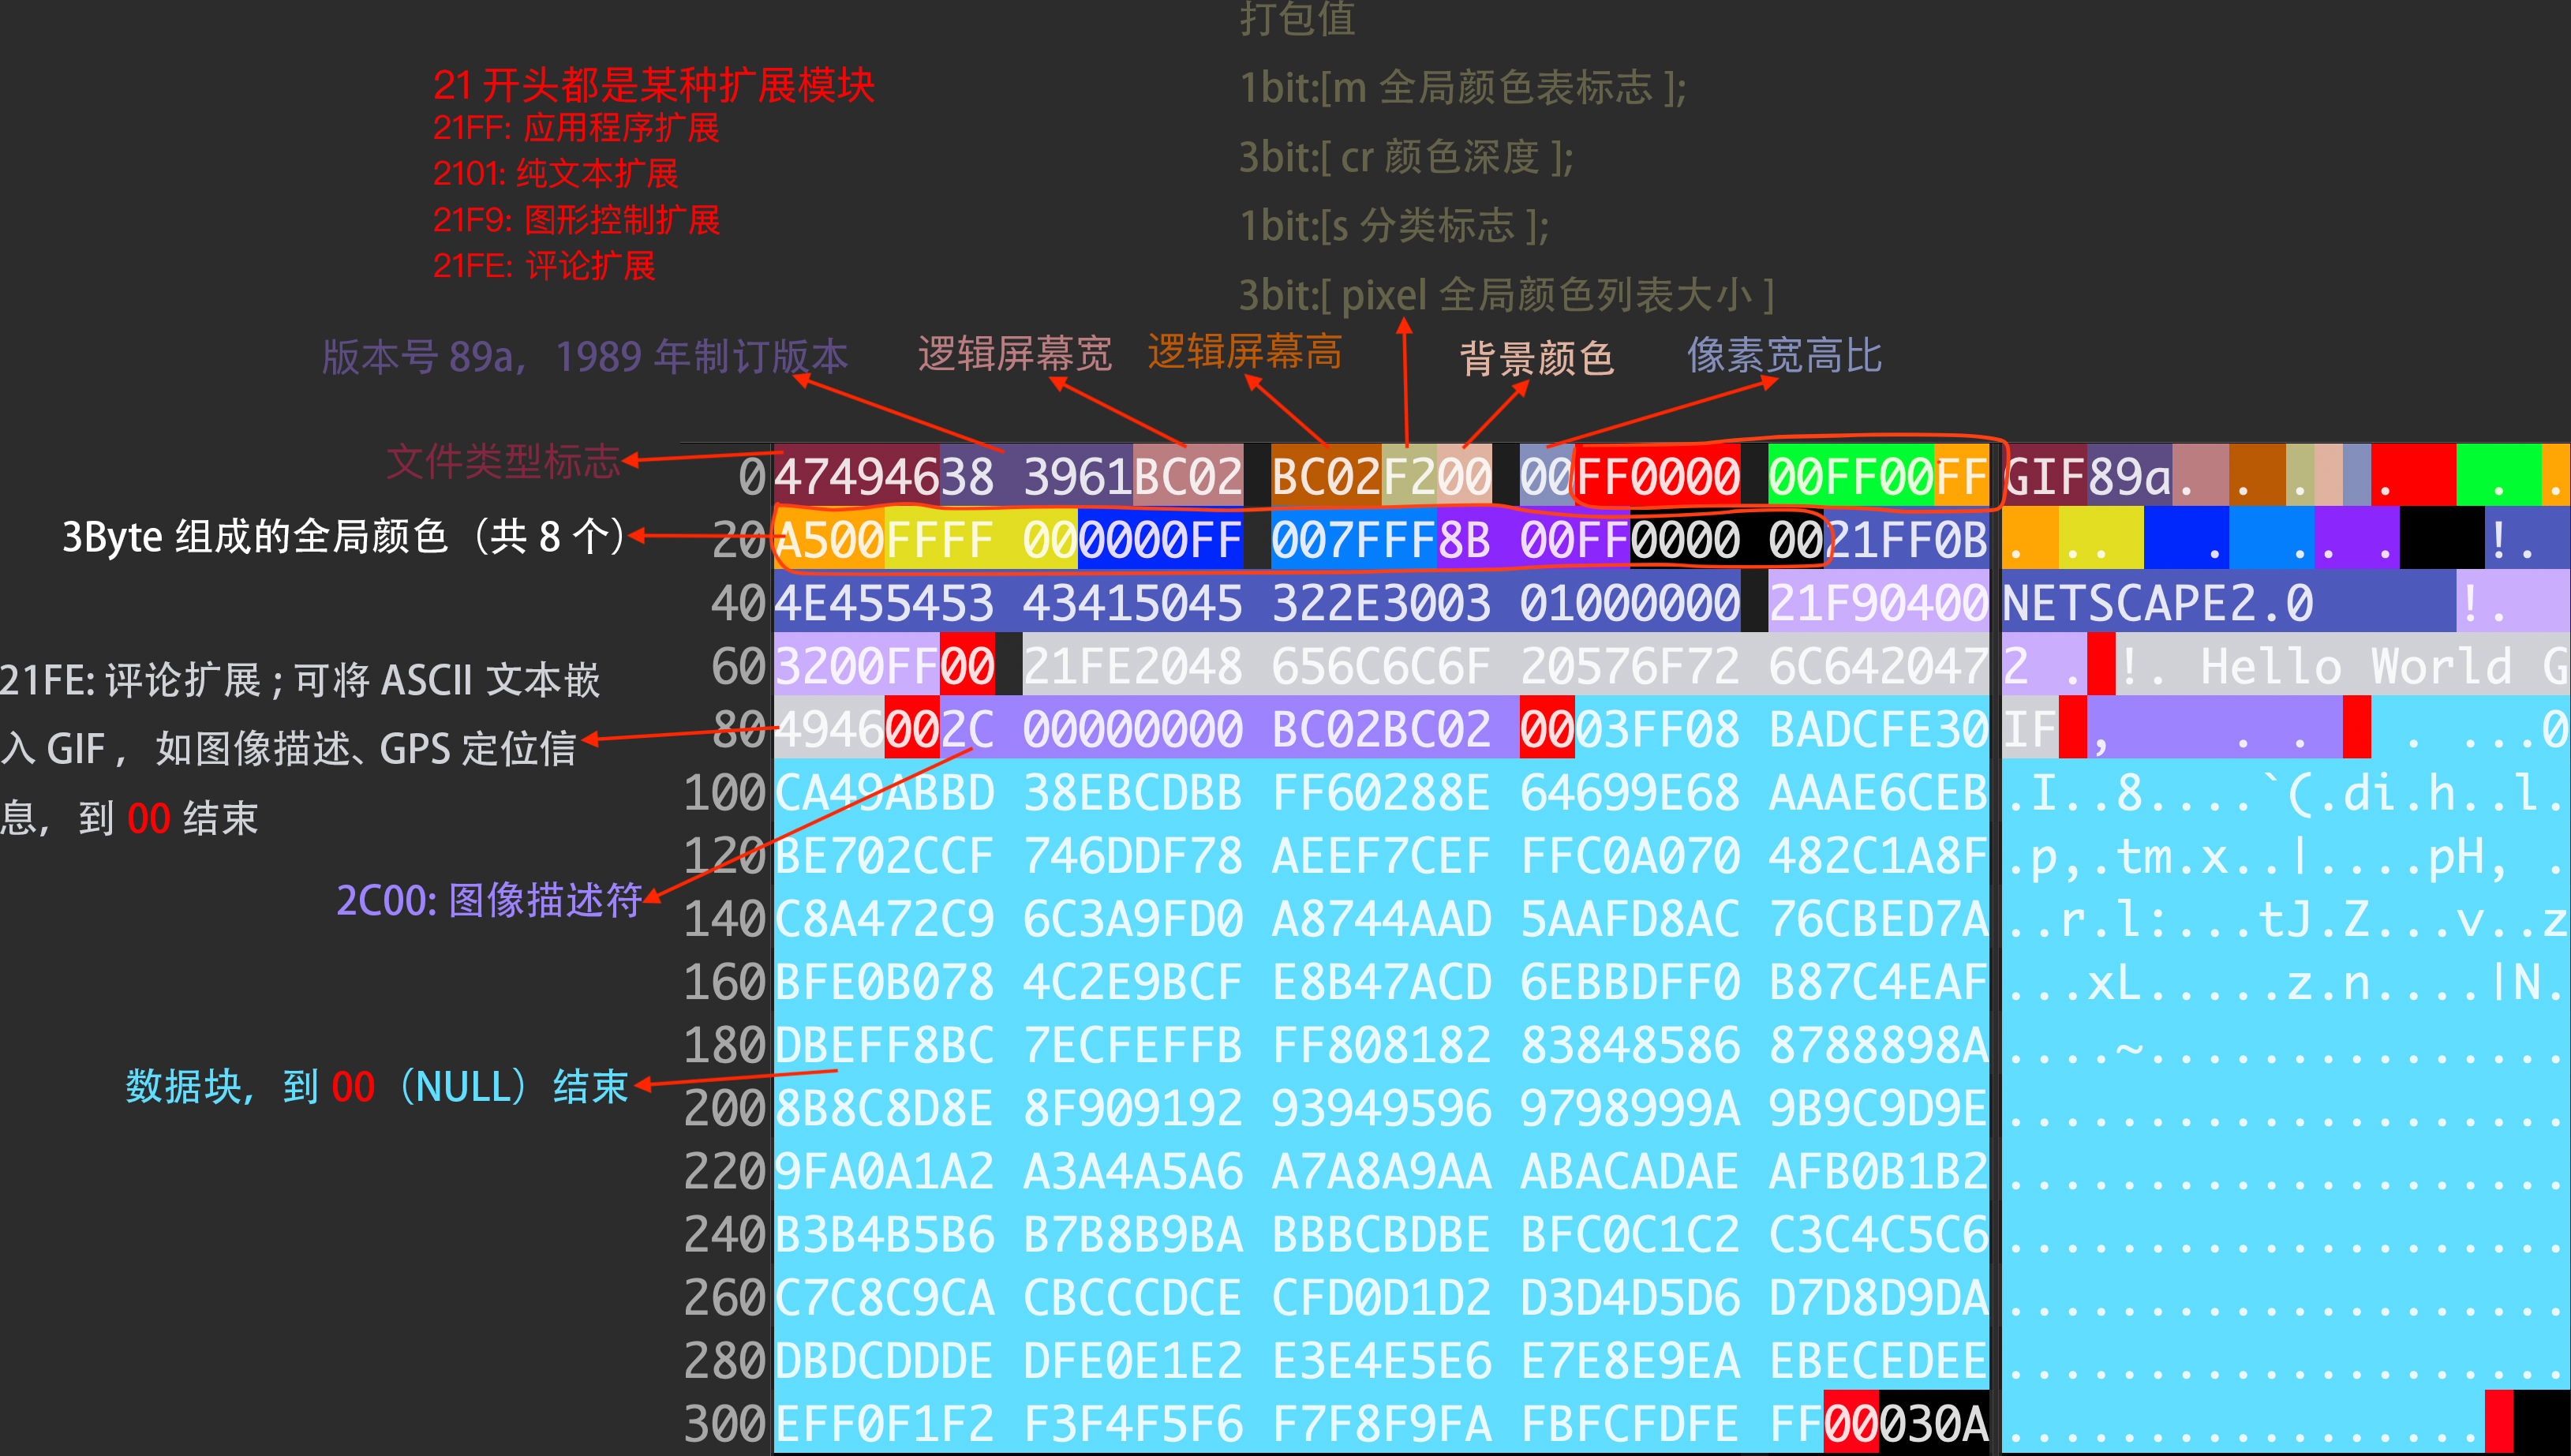 打包值
1bit:[m 全局颜色表标志 ];
3bit:[ cr 颜色深度 ];
1bit:[s 分类标志 ];
3bit:[ pixel 全局颜色列表大小 ]
21 开头都是某种扩展模块
21FF: 应用程序扩展
2101: 纯文本扩展
21F9: 图形控制扩展
21FE: 评论扩展
版本号 89a, 1989 年制订版本
逻辑屏幕宽
逻辑屏幕高
背景颜色
像素宽高比
文件类型标志
3Byte 组成的全局颜色（共 8 个）
21FE: 评论扩展 ; 可将 ASCII 文本嵌
入 GIF , 如图像描述、GPS 定位信
息, 到 00 结束
2C00: 图像描述符
数据块, 到 00（NULL）结束
0 47494638 3961BC02 BC02F200 00FF0000 00FF00FF GIF89a. . . . . .
20 A500FFFF 000000FF 007FFF8B 00FF0000 0021FF0B . .. . . . . !.
40 4E455453 43415045 322E3003 01000000 21F90400 NETSCAPE2.0 !.
60 3200FF00 21FE2048 656C6C6F 20576F72 6C642047 2 . !. Hello World G
80 4946002C 00000000 BC02BC02 0003FF08 BADCFE30 IF , . . . ...0
100 CA49ABBD 38EBCDBB FF60288E 64699E68 AAAE6CEB .I..8....`(.di.h..l.
120 BE702CCF 746DDF78 AEEF7CEF FFC0A070 482C1A8F .p,.tm.x..|....pH, .
140 C8A472C9 6C3A9FD0 A8744AAD 5AAFD8AC 76CBED7A ..r.l:...tJ.Z...v..z
160 BFE0B078 4C2E9BCF E8B47ACD 6EBBDFF0 B87C4EAF ...xL.....z.n....|N.
180 DBEFF8BC 7ECFEFFB FF808182 83848586 8788898A ....~...............
200 8B8C8D8E 8F909192 93949596 9798999A 9B9C9D9E ....................
220 9FA0A1A2 A3A4A5A6 A7A8A9AA ABACADAE AFB0B1B2 ....................
240 B3B4B5B6 B7B8B9BA BBBCBDBE BFC0C1C2 C3C4C5C6 ....................
260 C7C8C9CA CBCCCDCE CFD0D1D2 D3D4D5D6 D7D8D9DA ....................
280 DBDCDDDE DFE0E1E2 E3E4E5E6 E7E8E9EA EBECEDEE ....................
300 EFF0F1F2 F3F4F5F6 F7F8F9FA FBFCFDFE FF00030A .................